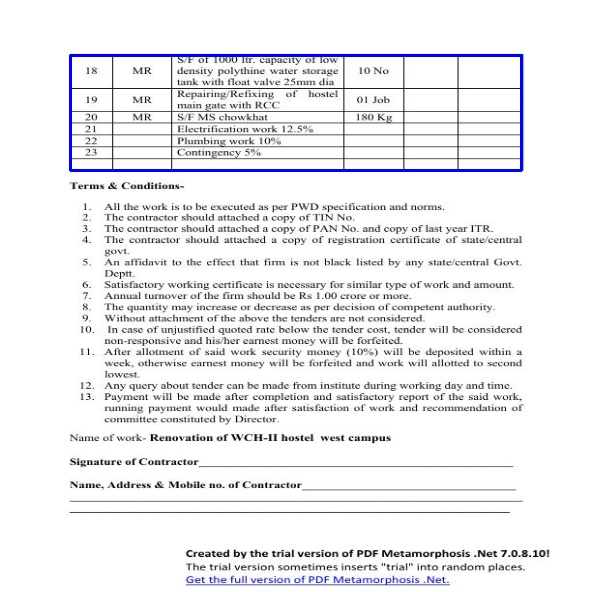 S/F of 1000 ltr. capacity of low
18 MR density polythine water storage 10 No
tank with float valve 25mm dia
19 MR Repairing/Refixing of hostel 01 Job
main gate with RCC
20 MR S/F MS chowkhat 180 Kg
21 Electrification work 12.5%
22 Plumbing work 10%
23 Contingency 5%
Terms & Conditions-
1. All the work is to be executed as per PWD specification and norms.
2. The contractor should attached a copy of TIN No.
3. The contractor should attached a copy of PAN No. and copy of last year ITR.
4. The contractor should attached a copy of registration certificate of state/central
govt.
5. An affidavit to the effect that firm is not black listed by any state/central Govt.
Deptt.
6. Satisfactory working certificate is necessary for similar type of work and amount.
7. Annual turnover of the firm should be Rs 1.00 crore or more.
8. The quantity may increase or decrease as per decision of competent authority.
9. Without attachment of the above the tenders are not considered.
10. In case of unjustified quoted rate below the tender cost, tender will be considered
non-responsive and his/her earnest money will be forfeited.
11. After allotment of said work security money (10%) will be deposited within a
week, otherwise earnest money will be forfeited and work will allotted to second
lowest.
12. Any query about tender can be made from institute during working day and time.
13. Payment will be made after completion and satisfactory report of the said work,
running payment would made after satisfaction of work and recommendation of
committee constituted by Director.
Name of work- Renovation of WCH-II hostel west campus
Signature of Contractor
Name, Address & Mobile no. of Contractor
Created by the trial version of PDF Metamorphosis .Net 7.0.8.10!
The trial version sometimes inserts "trial" into random places.
Get the full version of PDF Metamorphosis .Net.